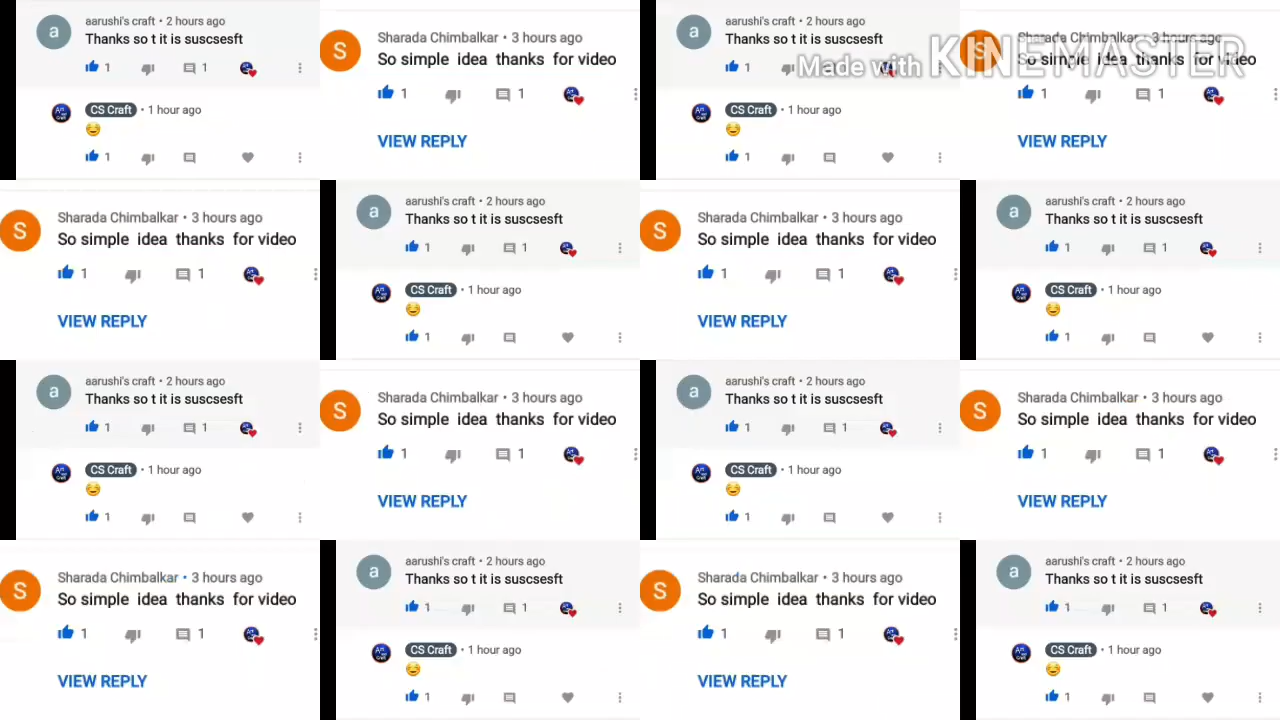 aarushi's craft • 2 hours ago
Thanks so t it is suscsesft
1 1
CS Craft • 1 hour ago
1
Sharada Chimbalkar • 3 hours ago
So simple idea thanks for video
1 1
VIEW REPLY
aarushi's craft • 2 hours ago
Thanks so t it is suscsesft
1
CS Craft • 1 hour ago
1
Made with KINEMASTER
Sharada Chimbalkar • 3 hours ago
So simple idea thanks for video
1 1
VIEW REPLY
Sharada Chimbalkar • 3 hours ago
So simple idea thanks for video
1 1
VIEW REPLY
aarushi's craft • 2 hours ago
Thanks so t it is suscsesft
1 1
CS Craft • 1 hour ago
1
Sharada Chimbalkar • 3 hours ago
So simple idea thanks for video
1 1
VIEW REPLY
aarushi's craft • 2 hours ago
Thanks so t it is suscsesft
1 1
CS Craft • 1 hour ago
1
aarushi's craft • 2 hours ago
Thanks so t it is suscsesft
1 1
CS Craft • 1 hour ago
1
Sharada Chimbalkar • 3 hours ago
So simple idea thanks for video
1 1
VIEW REPLY
aarushi's craft • 2 hours ago
Thanks so t it is suscsesft
1 1
CS Craft • 1 hour ago
1
Sharada Chimbalkar • 3 hours ago
So simple idea thanks for video
1 1
VIEW REPLY
Sharada Chimbalkar • 3 hours ago
So simple idea thanks for video
1 1
VIEW REPLY
aarushi's craft • 2 hours ago
Thanks so t it is suscsesft
1 1
CS Craft • 1 hour ago
1
Sharada Chimbalkar • 3 hours ago
So simple idea thanks for video
1 1
VIEW REPLY
aarushi's craft • 2 hours ago
Thanks so t it is suscsesft
1 1
CS Craft • 1 hour ago
1